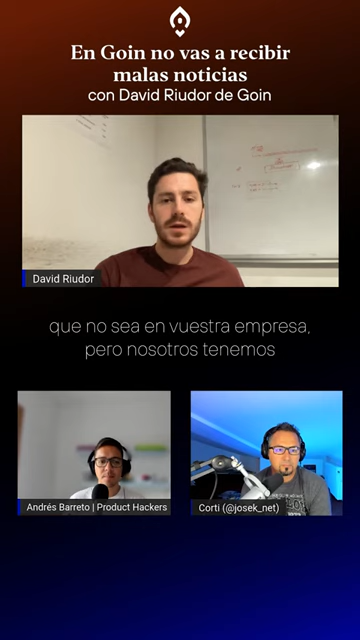 En Goin no vas a recibir
malas noticias
con David Riudor de Goin
David Riudor
que no sea en vuestra empresa,
pero nosotros tenemos
Andrés Barreto | Product Hackers
Corti (@josek_net)